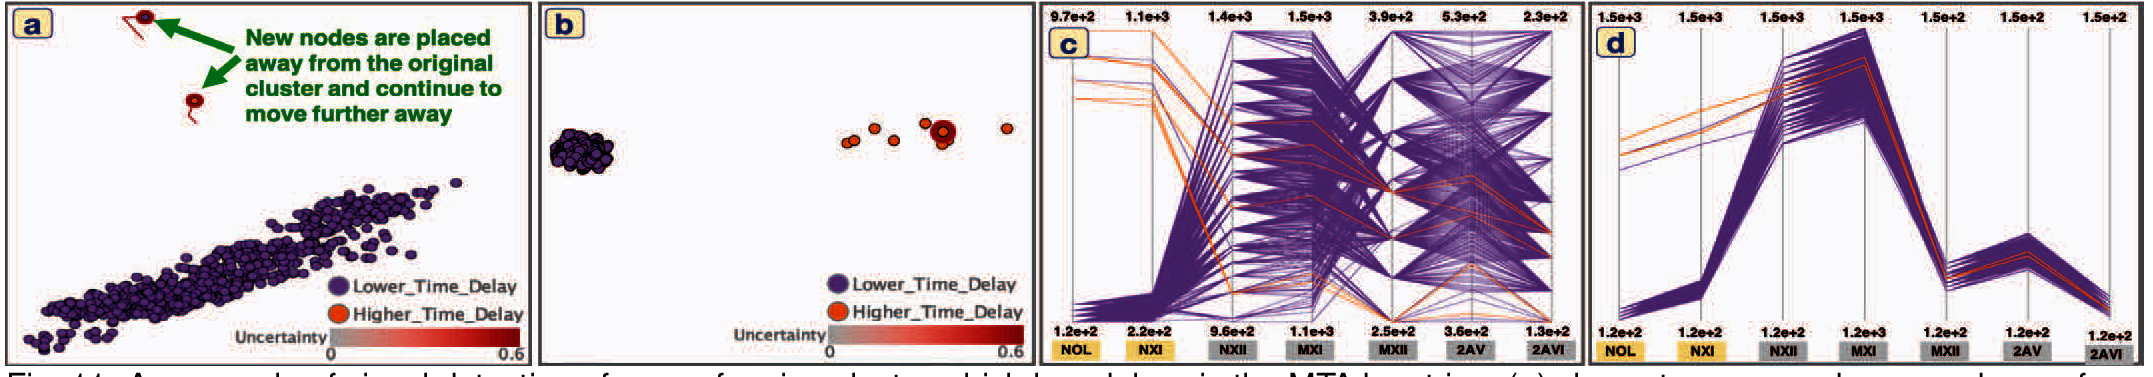 a
New nodes are placed
away from the original
cluster and continue to
move further away
Lower_Time_Delay
Higher_Time_Delay
Uncertainty
0 0.6
b
Lower_Time_Delay
Higher_Time_Delay
Uncertainty
0 0.6
9.7e+2 1.1e+3 1.4e+3 1.5e+3 3.9e+2 5.3e+2 2.3e+2
c
1.2e+2 2.2e+2 9.6e+2 1.1e+3 2.5e+2 3.6e+2 1.3e+2
NOL NXI NXII MXI MXII 2AV 2AVI
1.5e+3 1.5e+3 1.5e+3 1.5e+3 1.5e+2 1.5e+2 1.5e+2
d
1.2e+2 1.2e+2 1.2e+2 1.2e+3 1.2e+2 1.2e+2 1.2e+2
NOL NXI NXII MXI MXII 2AV 2AVI